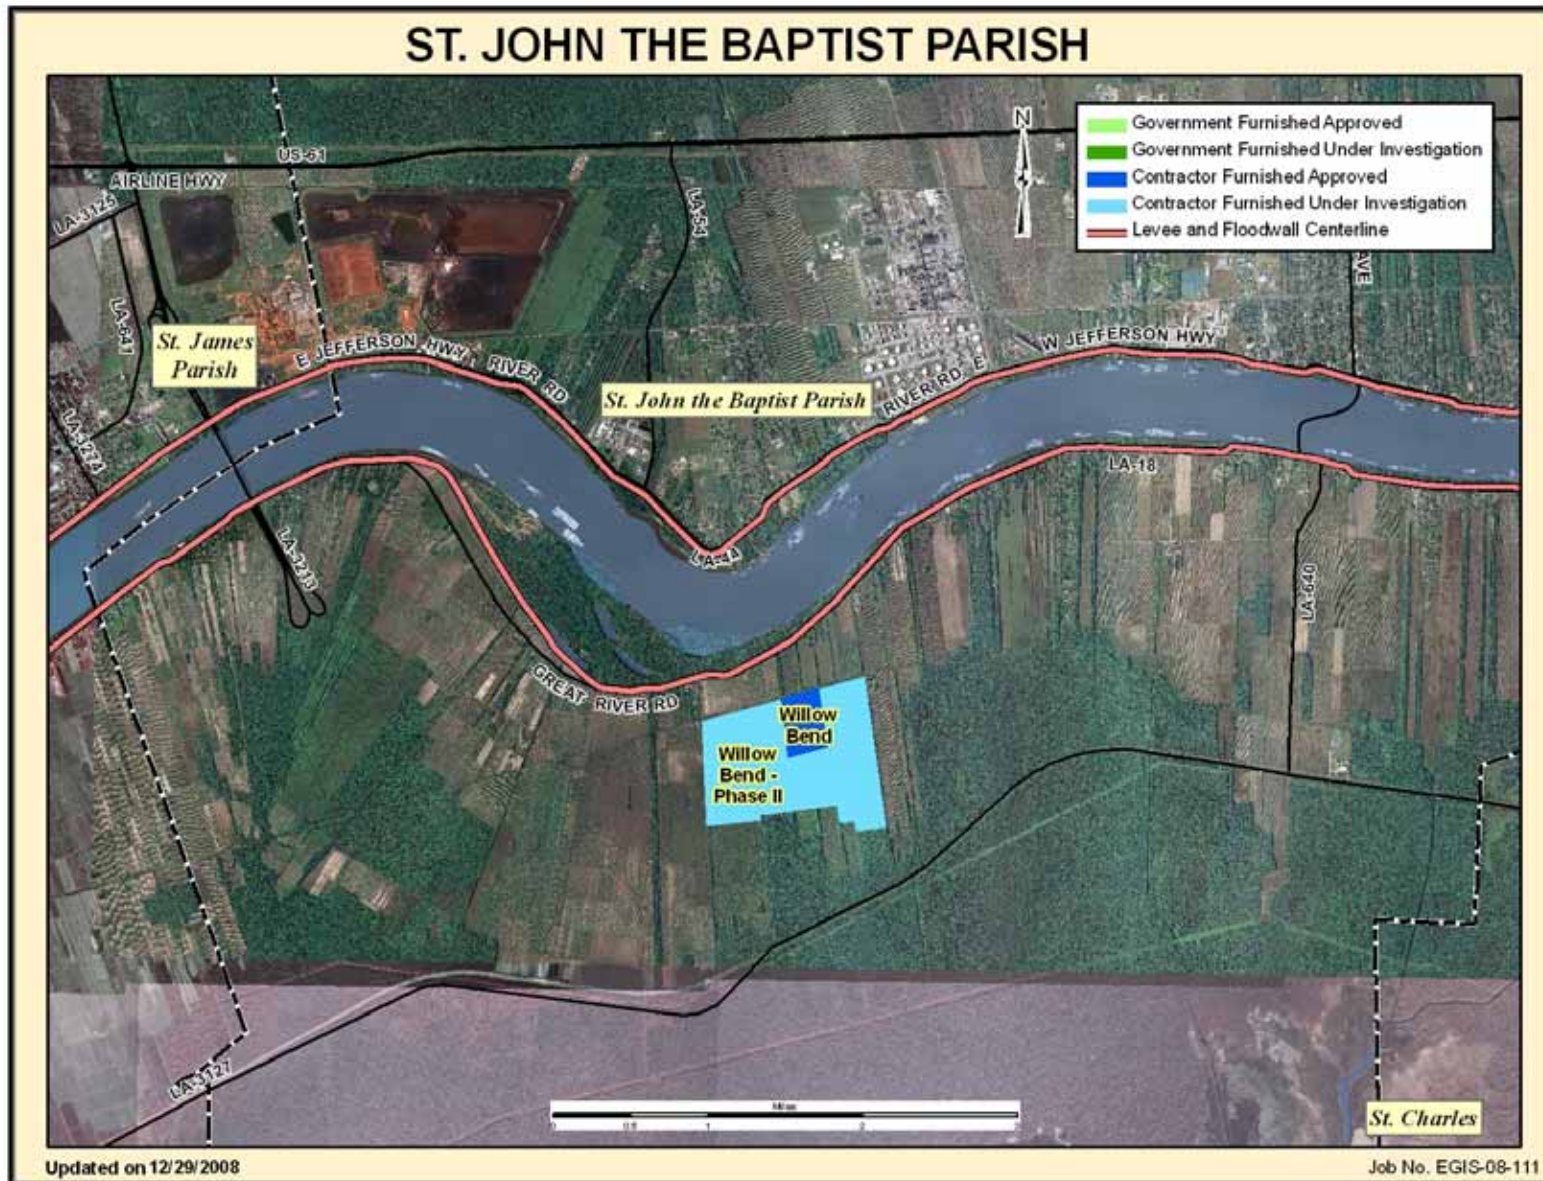 ST. JOHN THE BAPTIST PARISH
N
Government Furnished Approved
Government Furnished Under Investigation
Contractor Furnished Approved
Contractor Furnished Under Investigation
Levee and Floodwall Centerline
US-61
AIRLINE HWY
LA-3125
LA-54
AVE
LA-641
St. James
Parish
E JEFFERSON HWY
RIVER RD
W JEFFERSON HWY
RIVER RD E
St. John the Baptist Parish
LA-3274
LA-18
LA-44
LA-3213
LA-640
GREAT RIVER RD
Willow
Bend
Willow
Bend -
Phase II
LA-3127
Miles
0 0.5 1 2 3
St. Charles
Updated on 12/29/2008
Job No. EGIS-08-111